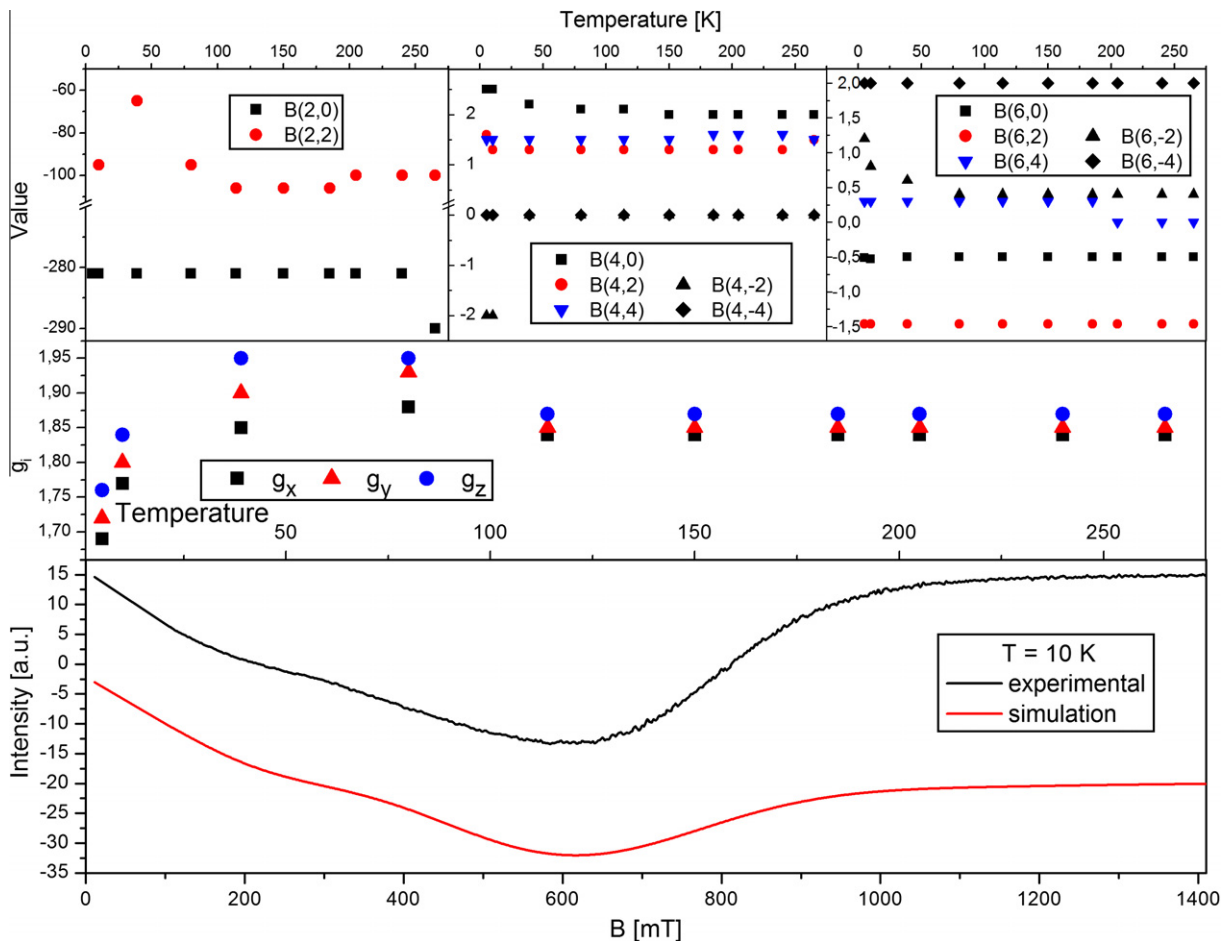 Temperature [K]
0 50 100 150 200 250
0 50 100 150 200 250
0 50 100 150 200 250
Value
-60
-80
-100
-280
-290
B(2,0)
B(2,2)
2
1
0
-1
-2
B(4,0)
B(4,2)
B(4,4)
B(4,-2)
B(4,-4)
2,0
1,5
1,0
0,5
0,0
-0,5
-1,0
-1,5
B(6,0)
B(6,2)
B(6,4)
B(6,-2)
B(6,-4)
g_i
1,95
1,90
1,85
1,80
1,75
1,70
g_x g_y g_z
Temperature
50 100 150 200 250
Intensity [a.u.]
15
10
5
0
-5
-10
-15
-20
-25
-30
-35
T = 10 K
experimental
simulation
0 200 400 600 800 1000 1200 1400
B [mT]